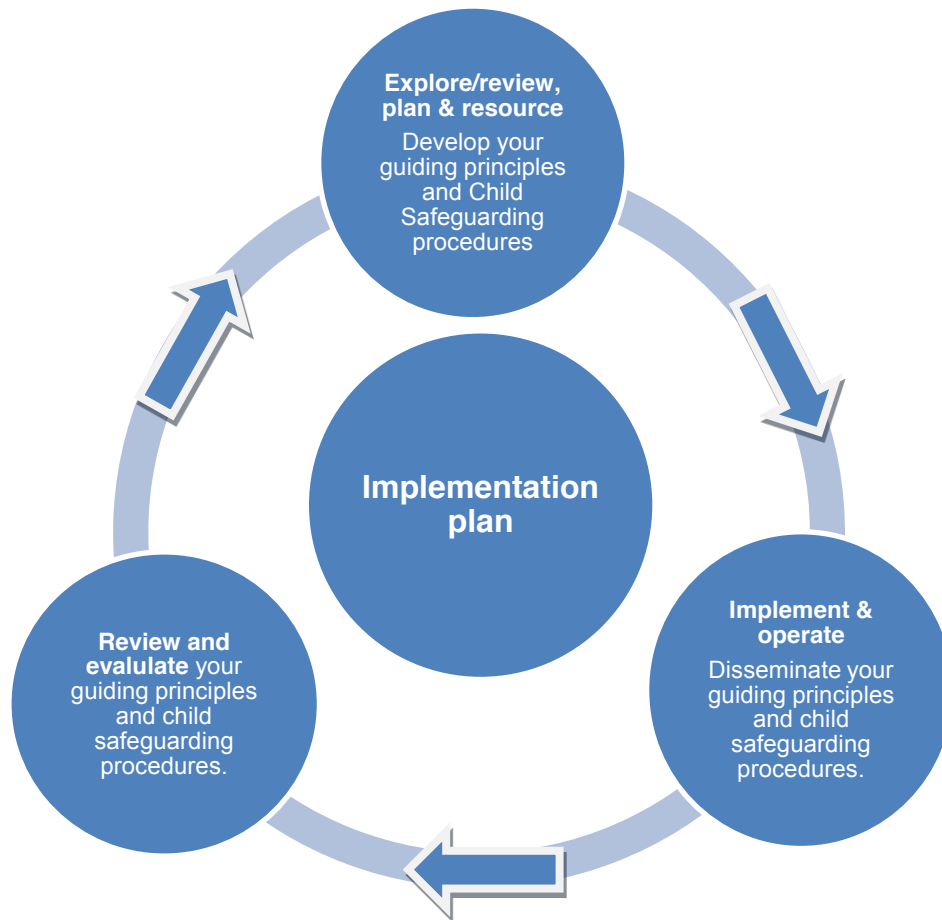 Explore/review,
plan & resource
Develop your
guiding principles
and Child
Safeguarding
procedures
Implementation
plan
Implement &
operate
Disseminate your
guiding principles
and child
safeguarding
procedures.
Review and
evalulate your
guiding principles
and child
safeguarding
procedures.